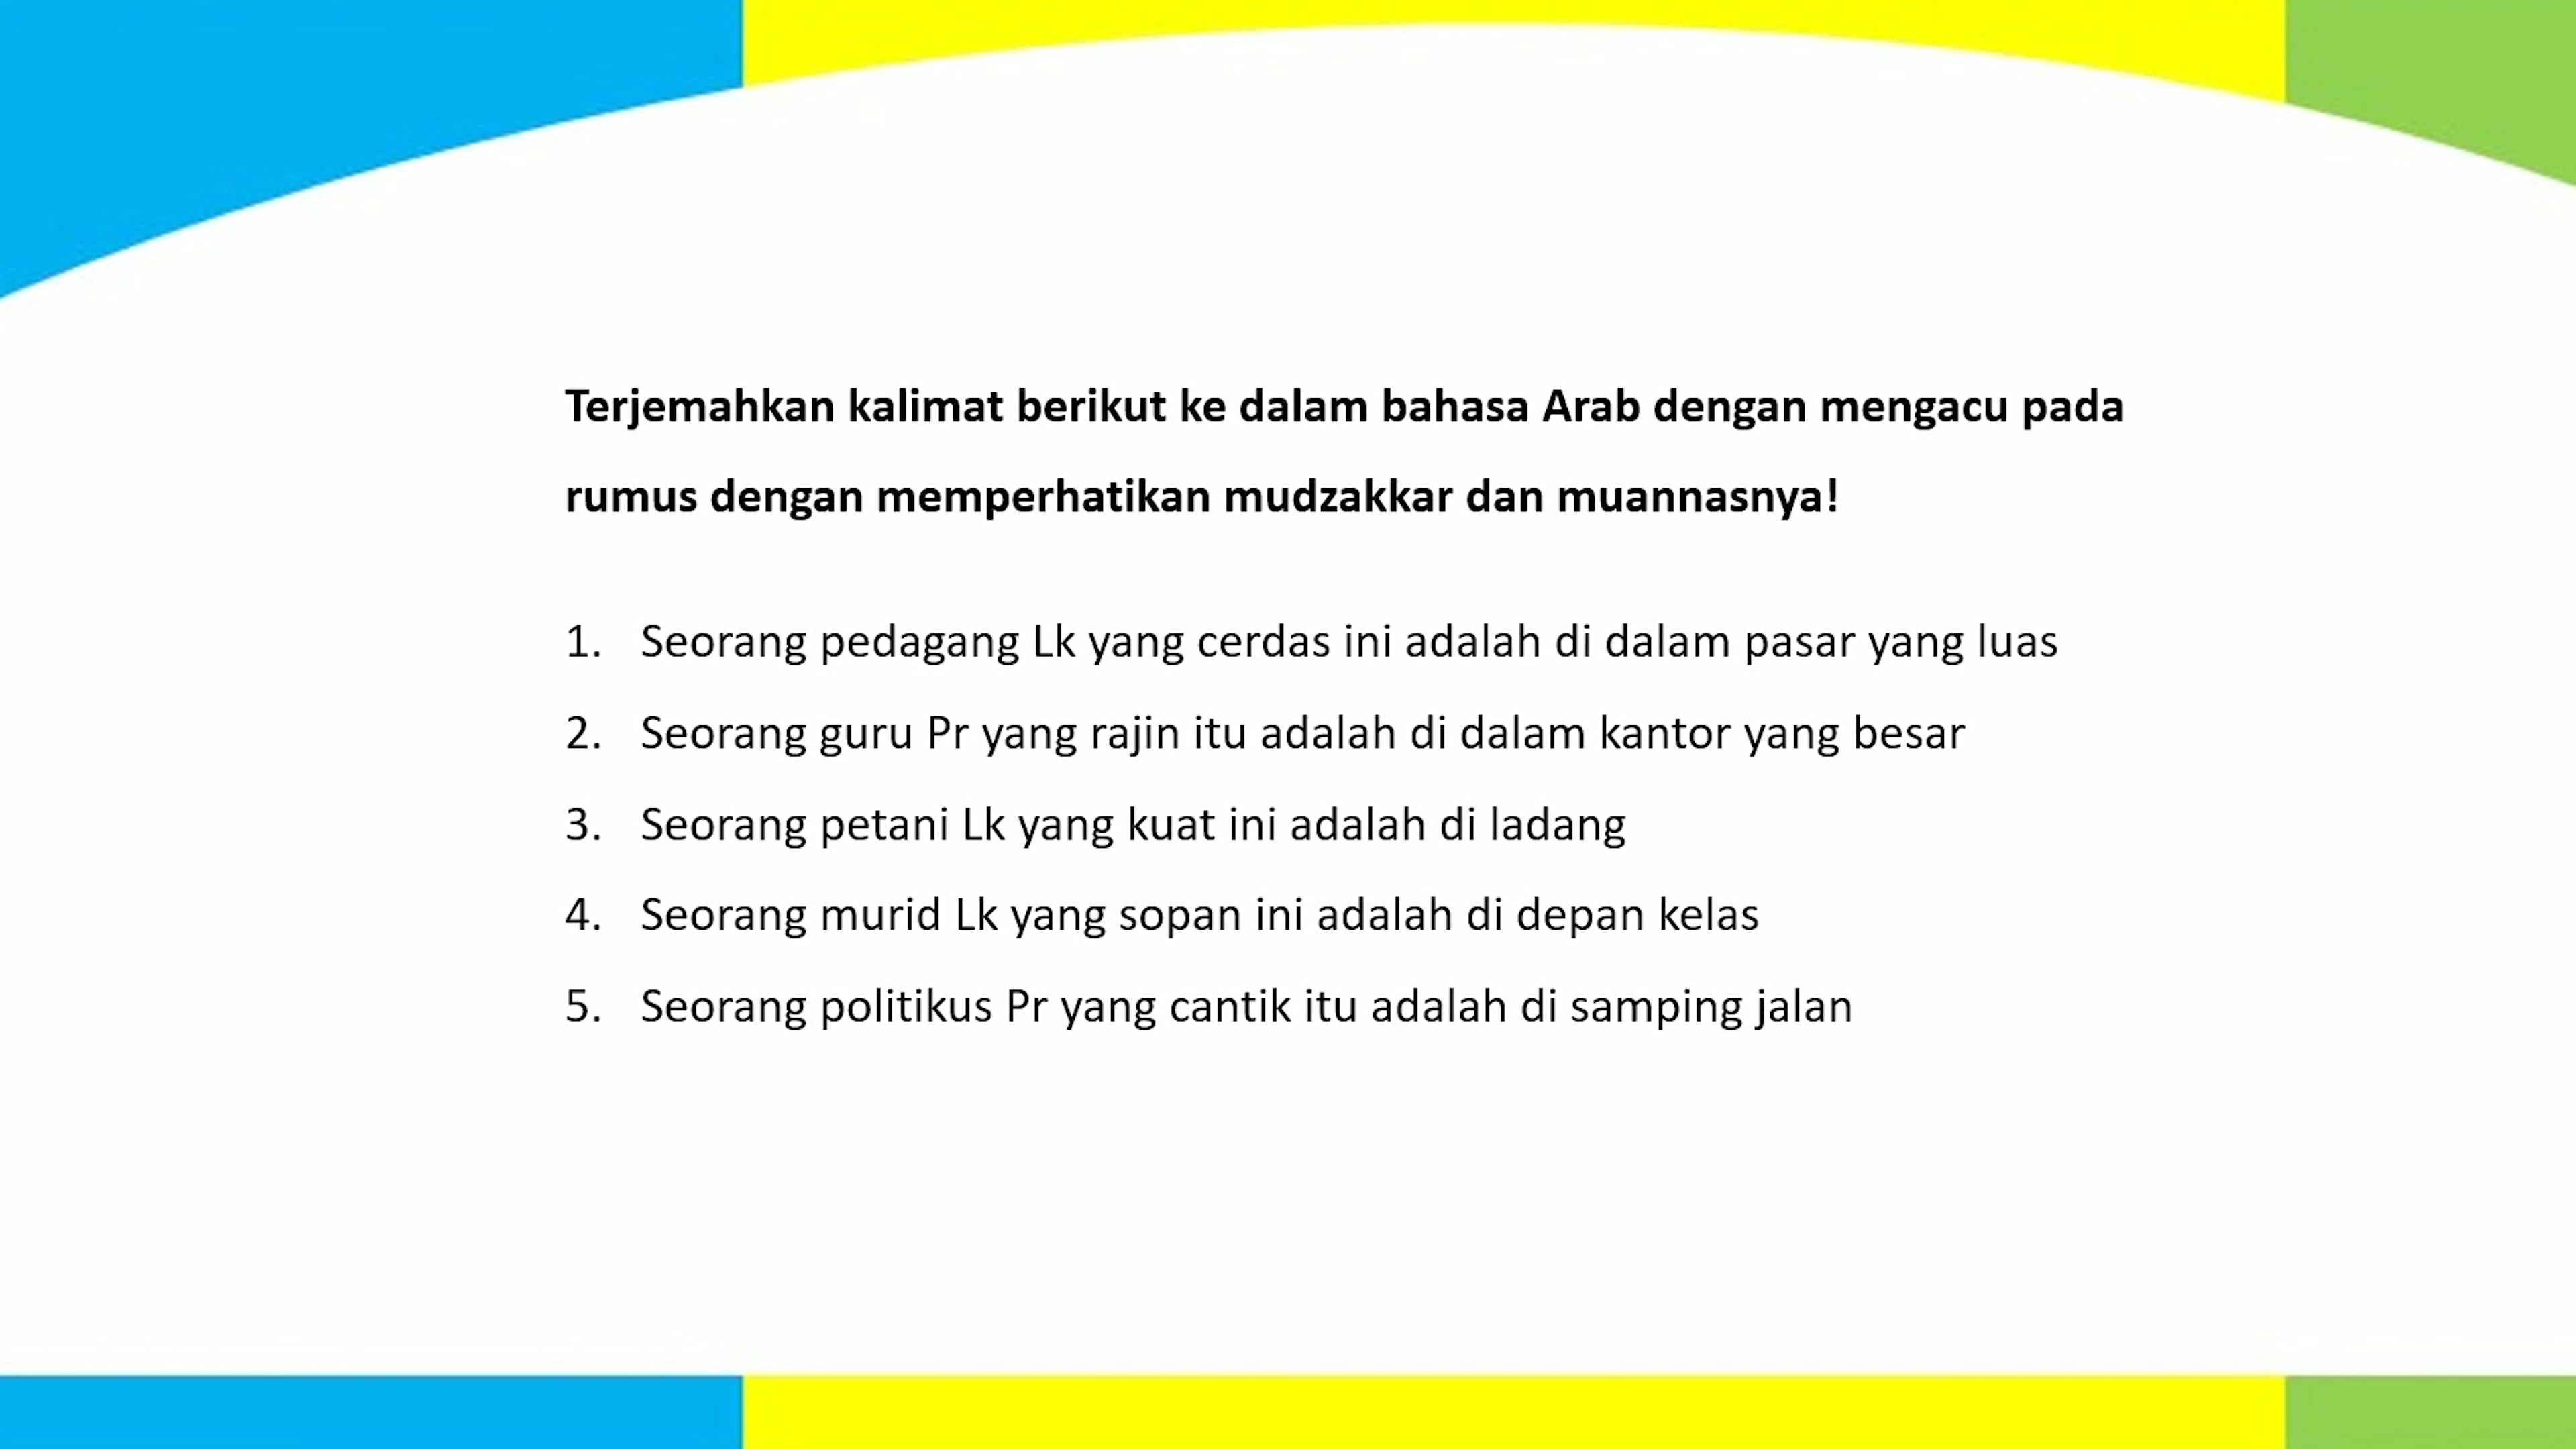 Terjemahkan kalimat berikut ke dalam bahasa Arab dengan mengacu pada
rumus dengan memperhatikan mudzakkar dan muannasnya!
1. Seorang pedagang Lk yang cerdas ini adalah di dalam pasar yang luas
2. Seorang guru Pr yang rajin itu adalah di dalam kantor yang besar
3. Seorang petani Lk yang kuat ini adalah di ladang
4. Seorang murid Lk yang sopan ini adalah di depan kelas
5. Seorang politikus Pr yang cantik itu adalah di samping jalan